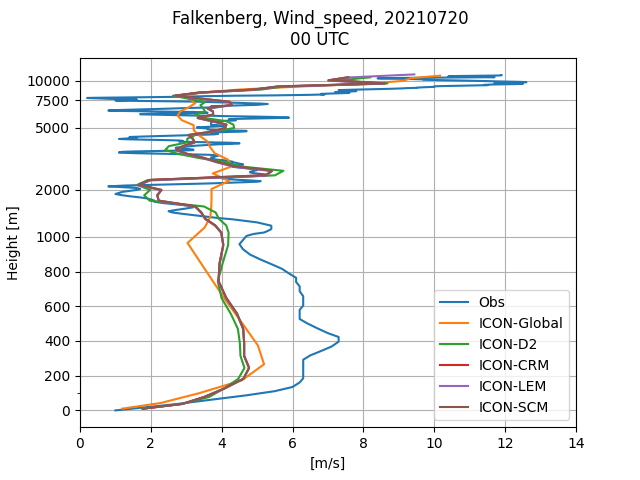 Falkenberg, Wind_speed, 20210720
00 UTC
10000
7500
5000
2000
1000
800
600
400
200
0
Height [m]
Obs
ICON-Global
ICON-D2
ICON-CRM
ICON-LEM
ICON-SCM
0 2 4 6 8 10 12 14
[m/s]